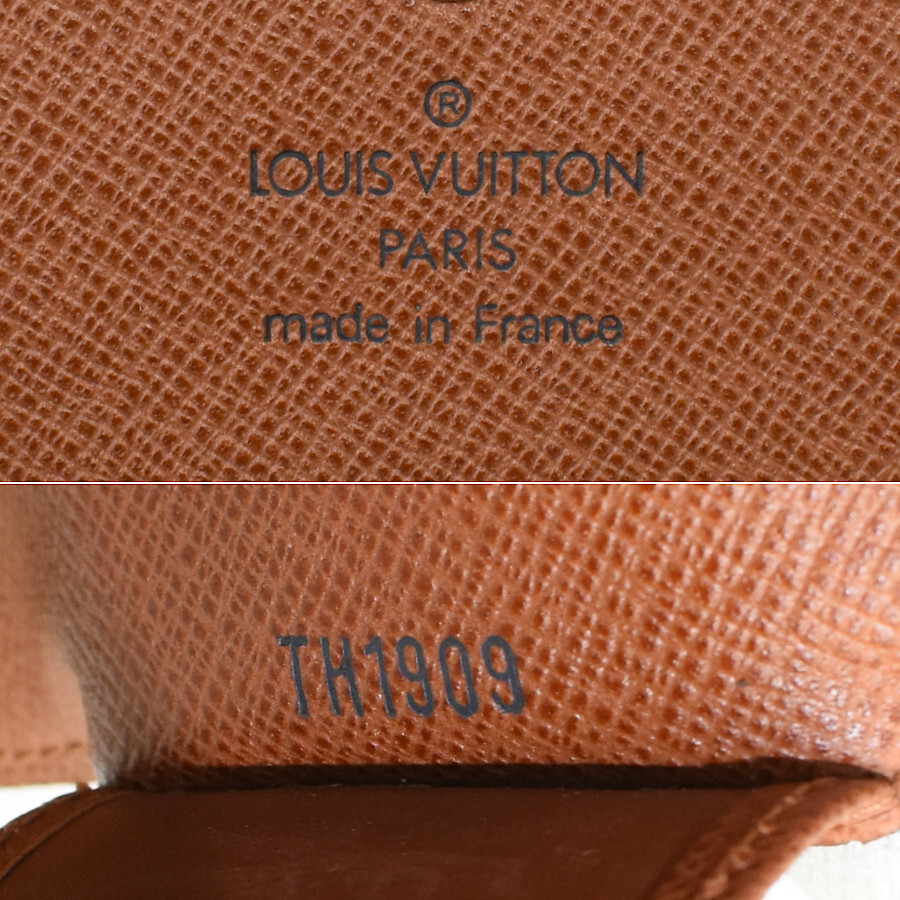 ®
LOUIS VUITTON
PARIS
made in France
TH1909